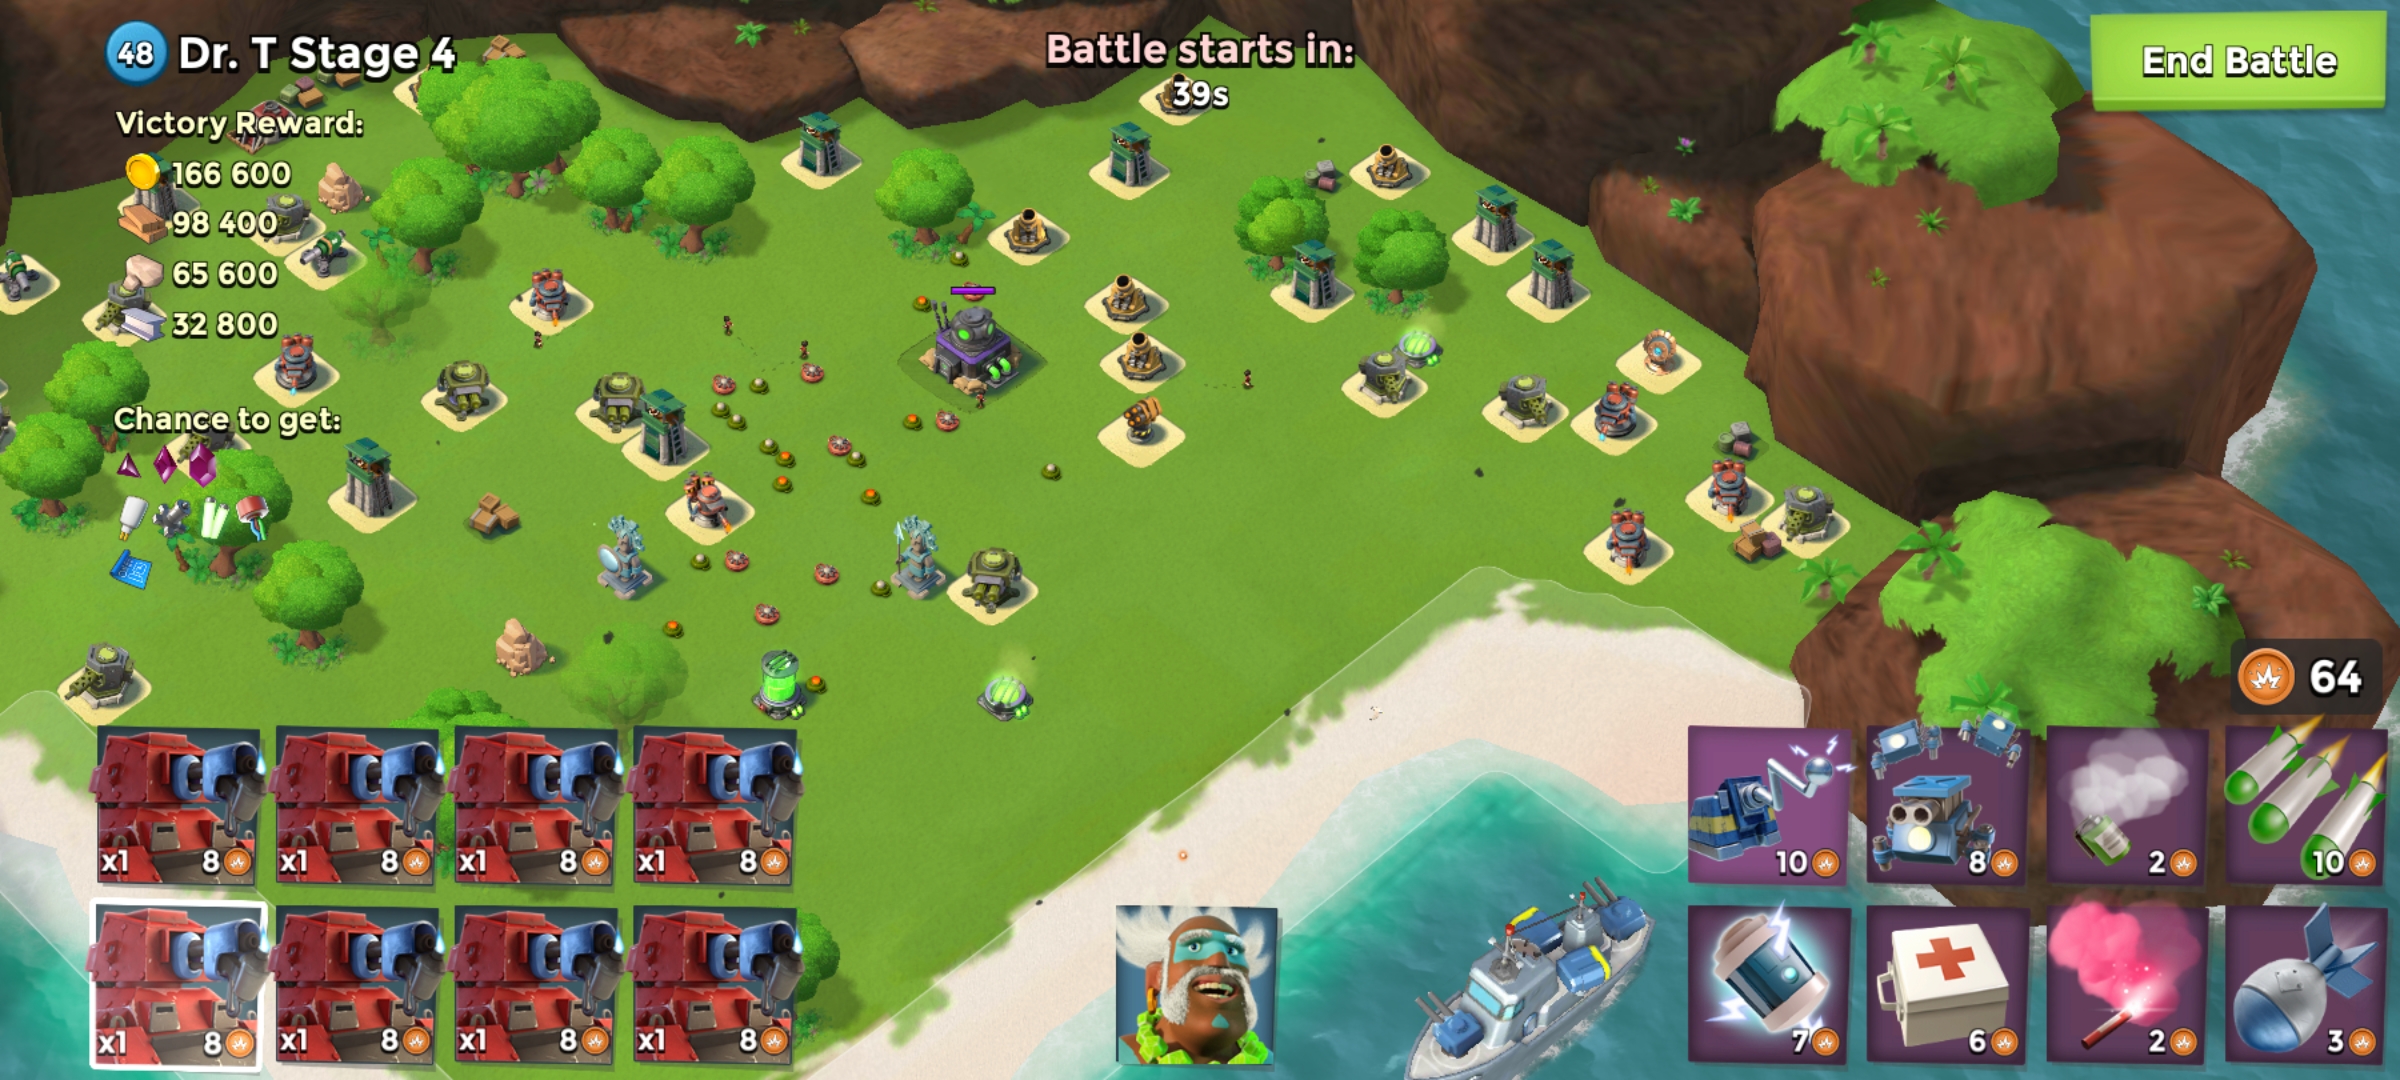 48 Dr. T Stage 4
Battle starts in:
39s
End Battle
Victory Reward:
166 600
98 400
65 600
32 800
Chance to get:
64
x1 8
x1 8
x1 8
x1 8
10
8
2
10
x1 8
x1 8
x1 8
x1 8
7
6
2
3